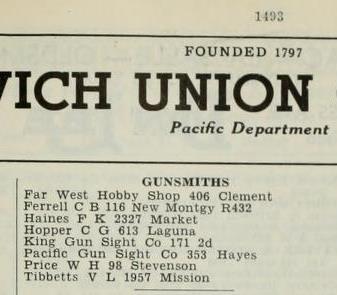 1493
FOUNDED 1797
WICH UNION
Pacific Department
GUNSMITHS
Far West Hobby Shop 406 Clement
Ferrell C B 116 New Montgy R432
Haines F K 2327 Market
Hopper C G 613 Laguna
King Gun Sight Co 171 2d
Pacific Gun Sight Co 353 Hayes
Price W H 98 Stevenson
Tibbetts V L 1957 Mission